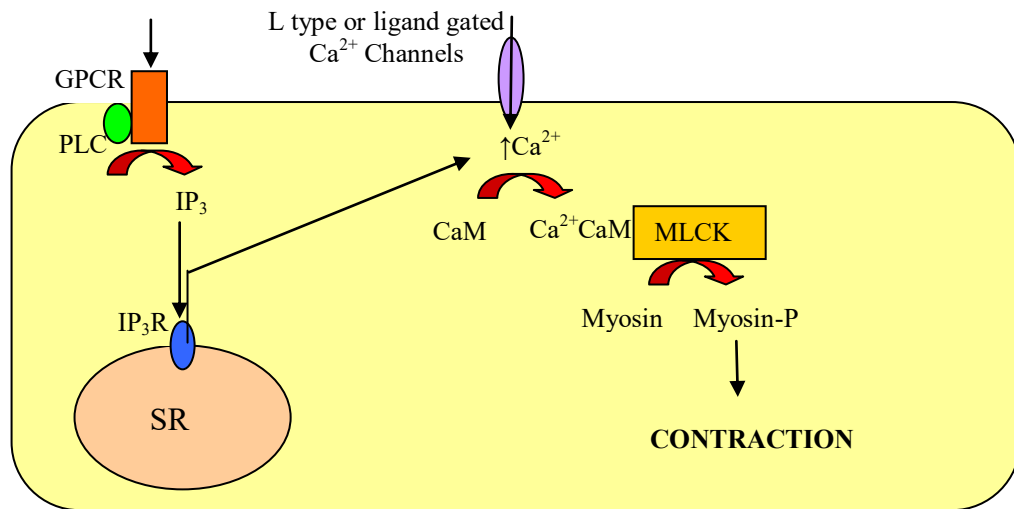 L type or ligand gated
Ca²⁺ Channels
GPCR
PLC
↑Ca²⁺
IP₃
CaM
Ca²⁺CaM
MLCK
IP₃R
Myosin
Myosin-P
SR
CONTRACTION